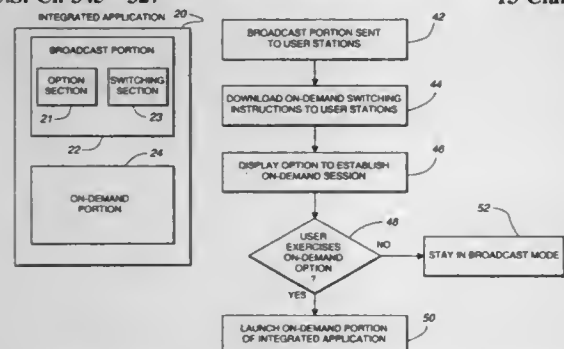 INTEGRATED APPLICATION
20
BROADCAST PORTION
OPTION
SECTION
SWITCHING
SECTION
21
23
22
24
ON-DEMAND
PORTION
42
BROADCAST PORTION SENT
TO USER STATIONS
44
DOWNLOAD ON-DEMAND SWITCHING
INSTRUCTIONS TO USER STATIONS
46
DISPLAY OPTION TO ESTABLISH
ON-DEMAND SESSION
48
USER
EXERCISES
ON-DEMAND
OPTION
?
NO
52
STAY IN BROADCAST MODE
YES
50
LAUNCH ON-DEMAND PORTION
OF INTEGRATED APPLICATION